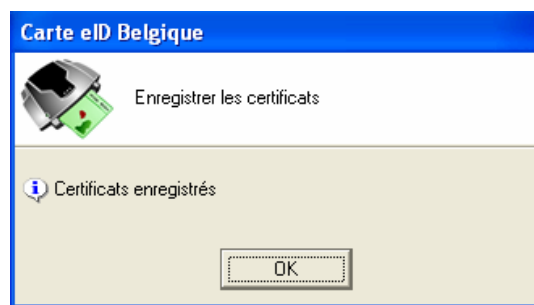 Carte eID Belgique
Enregistrer les certificats
Certificats enregistrés
OK